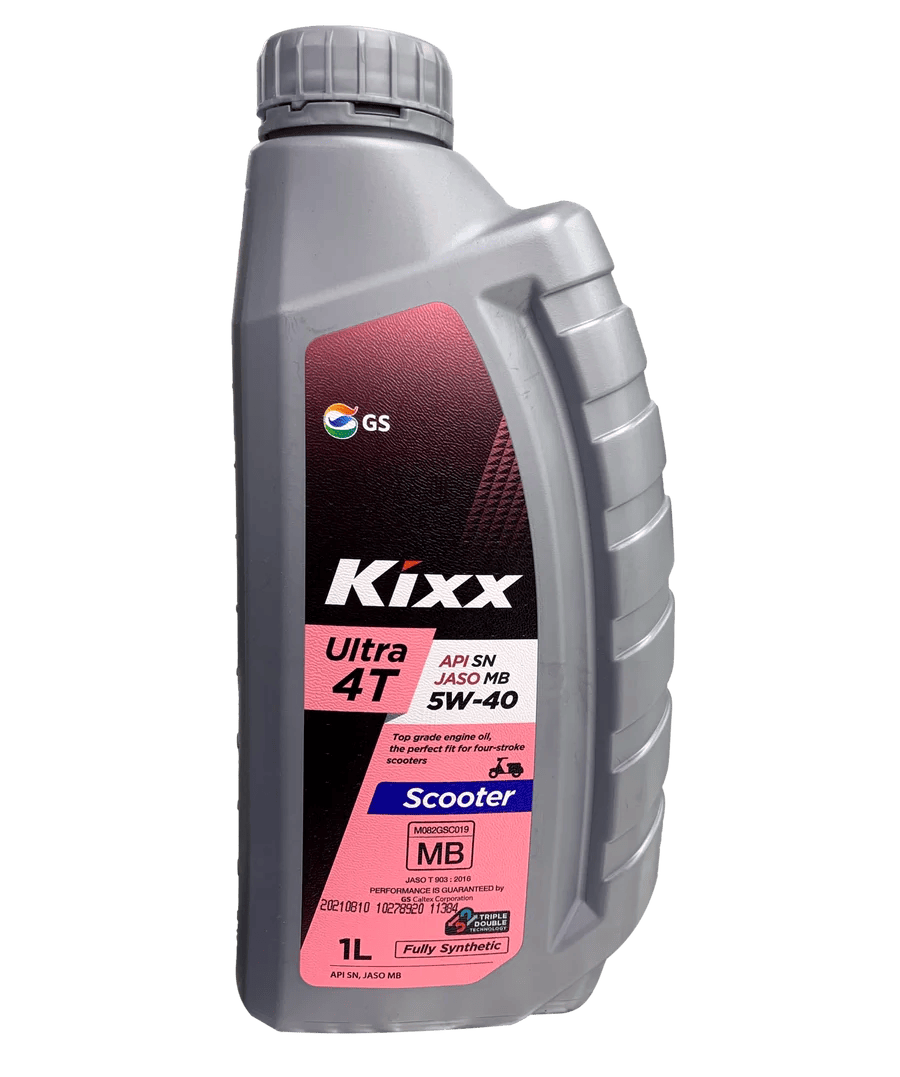 GS
Kixx
Ultra
4T
API SN
JASO MB
5W-40
Top grade engine oil,
the perfect fit for four-stroke
scooters
Scooter
M082GSC019
MB
JASO T 903 : 2016
PERFORMANCE IS GUARANTEED by
GS Caltex Corporation
20210810 10278920 11384
TRIPLE
DOUBLE
TECHNOLOGY
1L
Fully Synthetic
API SN, JASO MB